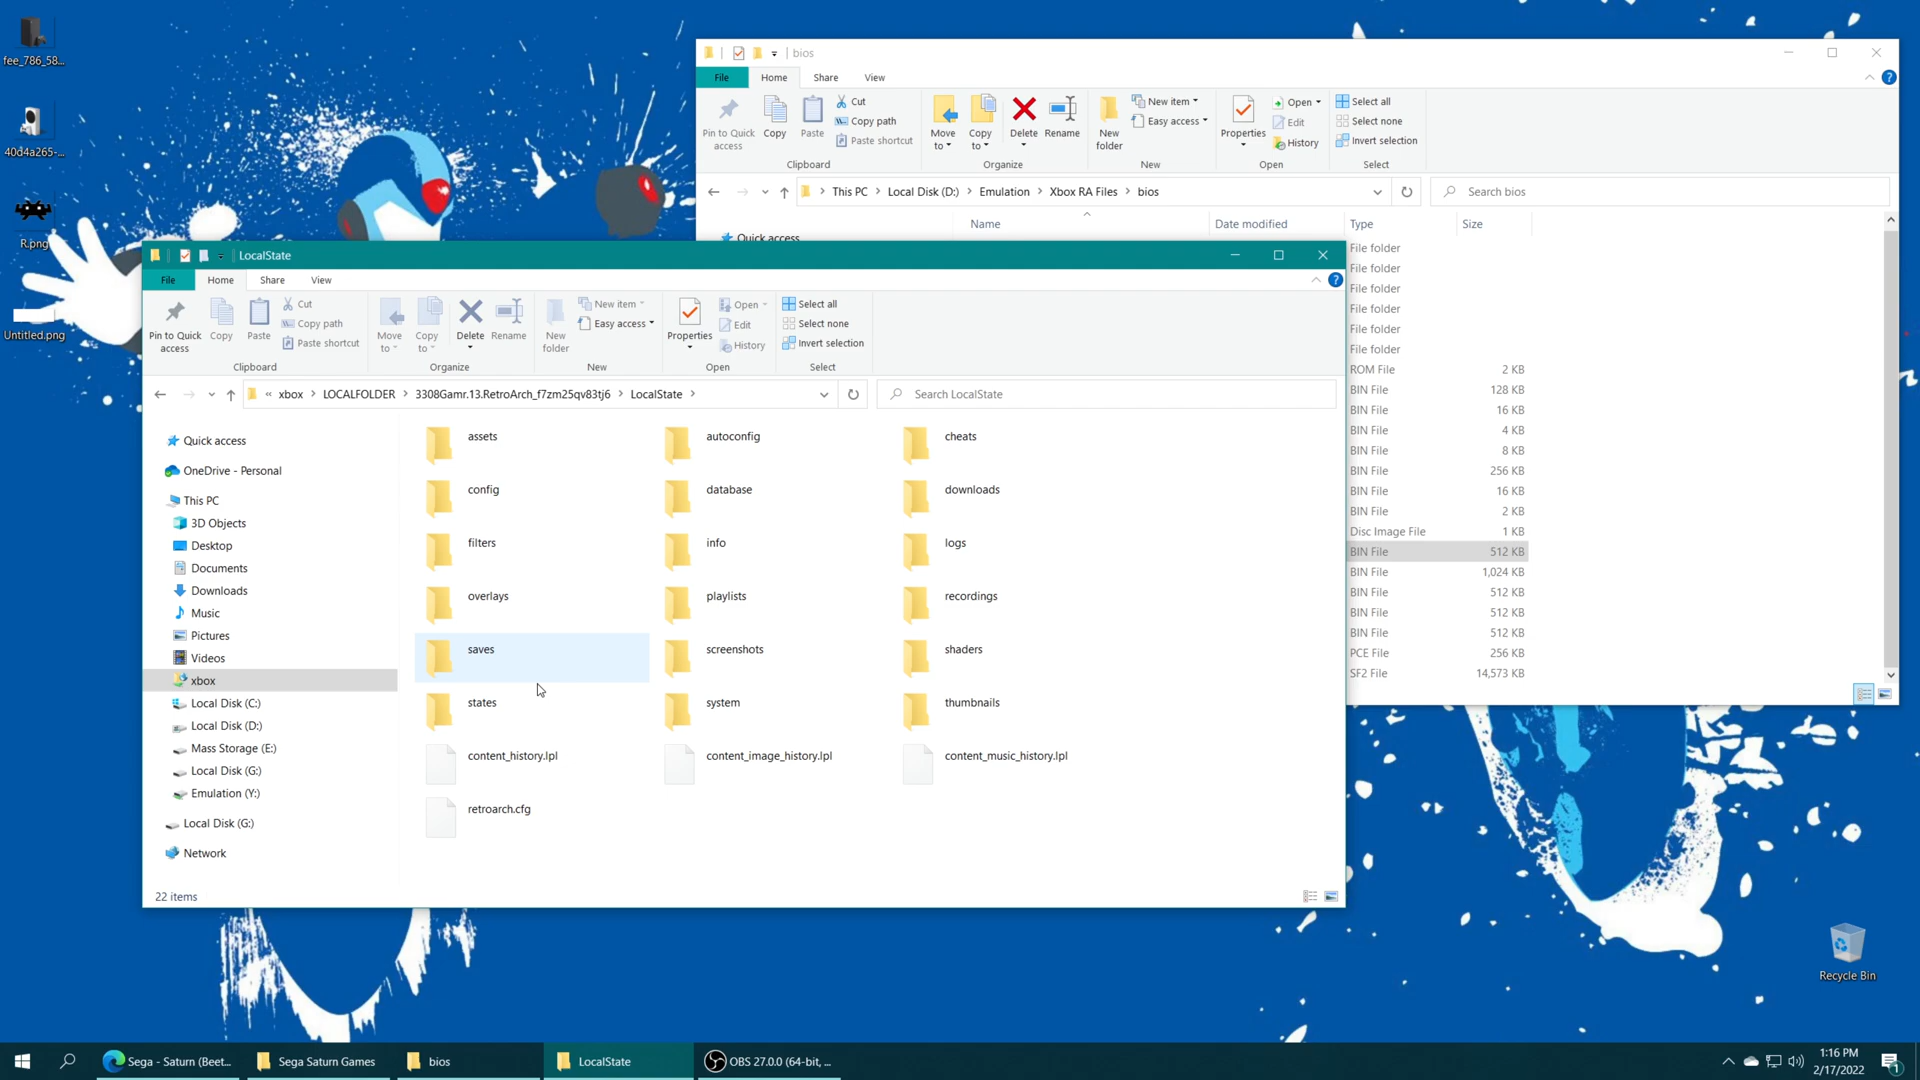 fee_786_58...
40d4a265-...
R.png
Untitled.png
bios
File Home Share View
Pin to Quick access
Copy
Paste
Cut
Copy path
Paste shortcut
Clipboard
Move to
Copy to
Delete
Rename
Organize
New folder
New item
Easy access
New
Properties
Open
Edit
History
Open
Select all
Select none
Invert selection
Select
This PC Local Disk (D:) Emulation Xbox RA Files bios
Search bios
Name Date modified Type Size
Quick access
File folder
File folder
File folder
File folder
File folder
File folder
ROM File 2 KB
BIN File 128 KB
BIN File 16 KB
BIN File 4 KB
BIN File 8 KB
BIN File 256 KB
BIN File 16 KB
BIN File 2 KB
Disc Image File 1 KB
BIN File 512 KB
BIN File 1,024 KB
BIN File 512 KB
BIN File 512 KB
BIN File 512 KB
PCE File 256 KB
SF2 File 14,573 KB
LocalState
File Home Share View
Pin to Quick access
Copy
Paste
Cut
Copy path
Paste shortcut
Clipboard
Move to
Copy to
Delete
Rename
Organize
New folder
New item
Easy access
New
Properties
Open
Edit
History
Open
Select all
Select none
Invert selection
Select
« xbox LOCALFOLDER 3308Gamr.13.RetroArch_f7zm25qv83tj6 LocalState
Search LocalState
Quick access
OneDrive - Personal
This PC
3D Objects
Desktop
Documents
Downloads
Music
Pictures
Videos
xbox
Local Disk (C:)
Local Disk (D:)
Mass Storage (E:)
Local Disk (G:)
Emulation (Y:)
Local Disk (G:)
Network
assets autoconfig cheats
config database downloads
filters info logs
overlays playlists recordings
saves screenshots shaders
states system thumbnails
content_history.lpl content_image_history.lpl content_music_history.lpl
retroarch.cfg
22 items
Recycle Bin
Sega - Saturn (Beet... Sega Saturn Games bios LocalState OBS 27.0.0 (64-bit, ...
1:16 PM
2/17/2022
1